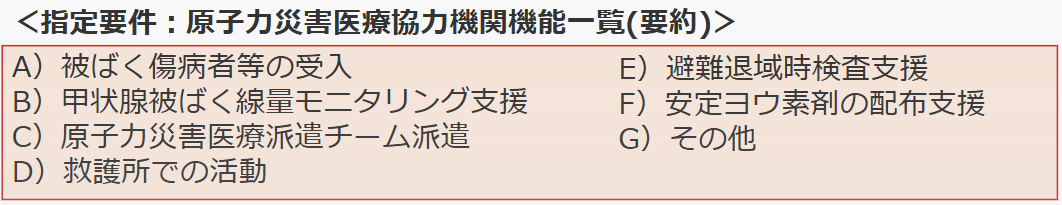 ＜指定要件：原子力災害医療協力機関機能一覧(要約)＞
A）被ばく傷病者等の受入
B）甲状腺被ばく線量モニタリング支援
C）原子力災害医療派遣チーム派遣
D）救護所での活動
E）避難退域時検査支援
F）安定ヨウ素剤の配布支援
G）その他